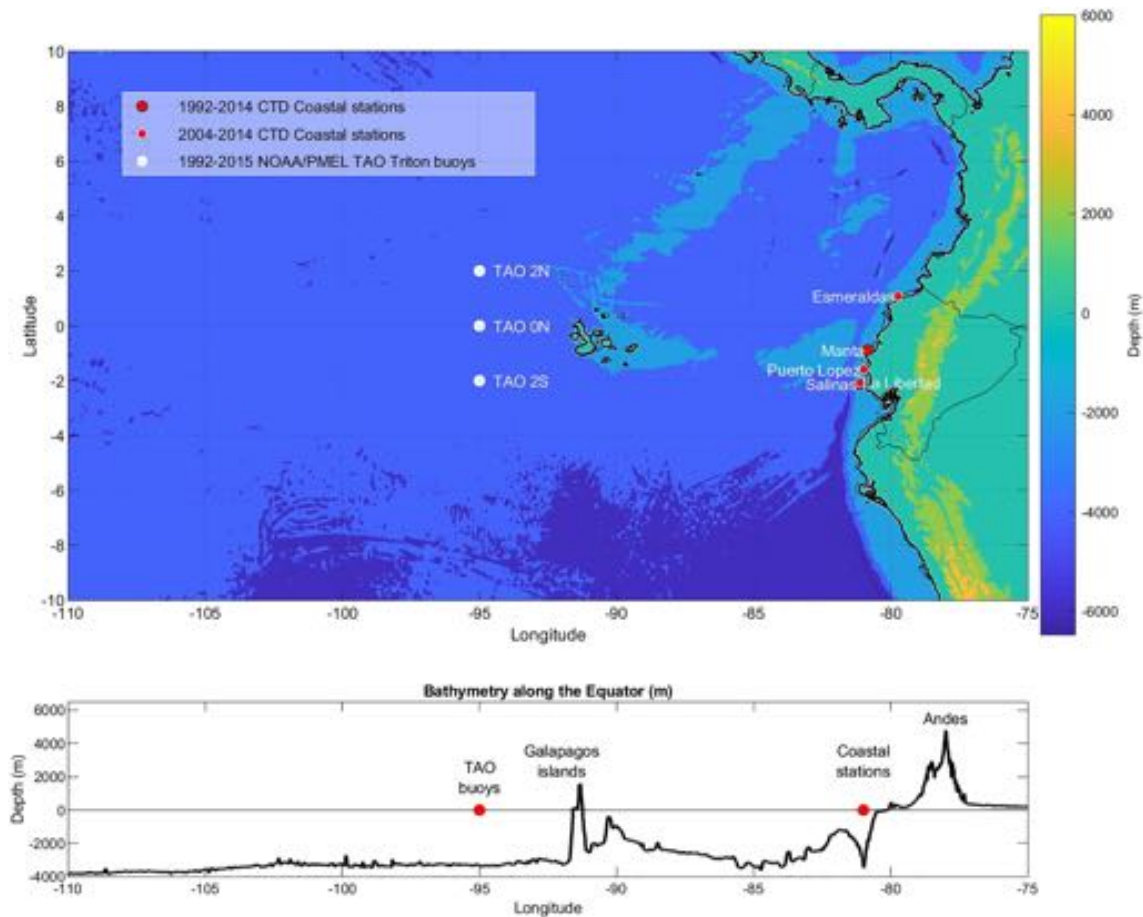 10
8
6
4
2
0
-2
-4
-6
-8
-10
Latitude
1992-2014 CTD Coastal stations
2004-2014 CTD Coastal stations
1992-2015 NOAA/PMEL TAO Triton buoys
TAO 2N
TAO 0N
TAO 2S
Esmeraldas
Manta
Puerto Lopez
Salinas La Libertad
-110 -105 -100 -95 -90 -85 -80 -75
Longitude
6000
4000
2000
0
-2000
-4000
-6000
Depth (m)
Bathymetry along the Equator (m)
6000
4000
2000
0
-2000
-4000
Depth (m)
TAO
buoys
Galapagos
islands
Coastal
stations
Andes
-110 -105 -100 -95 -90 -85 -80 -75
Longitude